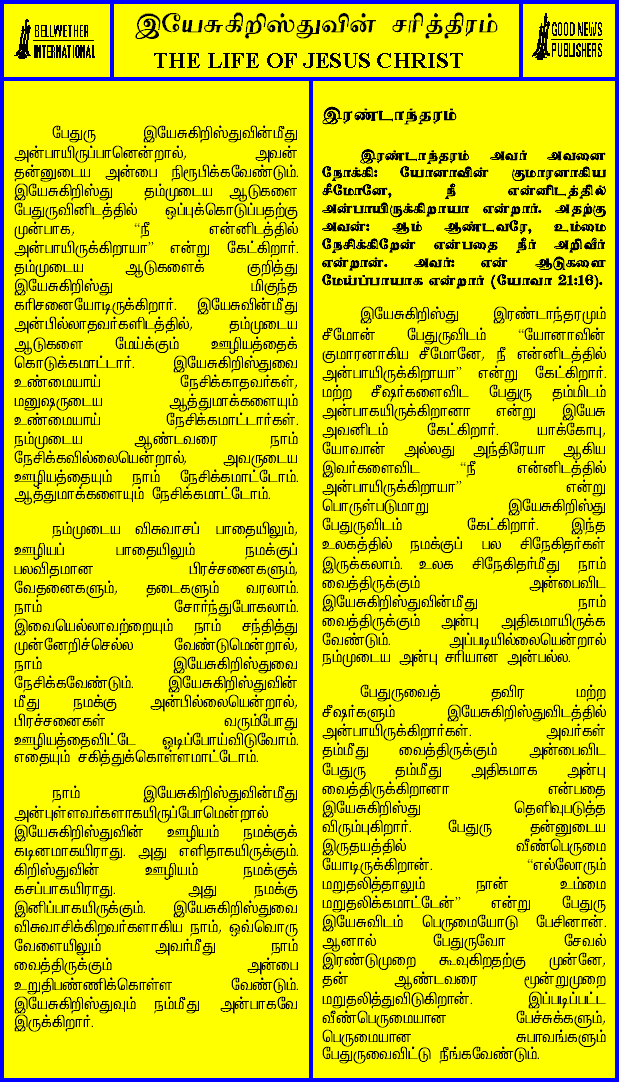 BELLWETHER
INTERNATIONAL
இயேசுகிறிஸ்துவின் சரித்திரம்
THE LIFE OF JESUS CHRIST
GOOD NEWS
PUBLISHERS
பேதுரு இயேசுகிறிஸ்துவின்மீது
அன்பாயிருப்பானென்றால், அவன்
தன்னுடைய அன்பை நிரூபிக்கவேண்டும்.
இயேசுகிறிஸ்து தம்முடைய ஆடுகளை
பேதுருவினிடத்தில் ஒப்புக்கொடுப்பதற்கு
முன்பாக, “நீ என்னிடத்தில்
அன்பாயிருக்கிறாயா” என்று கேட்கிறார்.
தம்முடைய ஆடுகளைக் குறித்து
இயேசுகிறிஸ்து மிகுந்த
கரிசனையோடிருக்கிறார். இயேசுவின்மீது
அன்பில்லாதவர்களிடத்தில், தம்முடைய
ஆடுகளை மேய்க்கும் ஊழியத்தைக்
கொடுக்கமாட்டார். இயேசுகிறிஸ்துவை
உண்மையாய் நேசிக்காதவர்கள்,
மனுஷருடைய ஆத்துமாக்களையும்
உண்மையாய் நேசிக்கமாட்டார்கள்.
நம்முடைய ஆண்டவரை நாம்
நேசிக்கவில்லையென்றால், அவருடைய
ஊழியத்தையும் நாம் நேசிக்கமாட்டோம்.
ஆத்துமாக்களையும் நேசிக்கமாட்டோம்.
நம்முடைய விசுவாசப் பாதையிலும்,
ஊழியப் பாதையிலும் நமக்குப்
பலவிதமான பிரச்சனைகளும்,
வேதனைகளும், தடைகளும் வரலாம்.
நாம் சோர்ந்துபோகலாம்.
இவையெல்லாவற்றையும் நாம் சந்தித்து
முன்னேறிச்செல்ல வேண்டுமென்றால்,
நாம் இயேசுகிறிஸ்துவை
நேசிக்கவேண்டும். இயேசுகிறிஸ்துவின்
மீது நமக்கு அன்பில்லையென்றால்,
பிரச்சனைகள் வரும்போது
ஊழியத்தைவிட்டே ஓடிப்போய்விடுவோம்.
எதையும் சகித்துக்கொள்ளமாட்டோம்.
நாம் இயேசுகிறிஸ்துவின்மீது
அன்புள்ளவர்களாகயிருப்போமென்றால்
இயேசுகிறிஸ்துவின் ஊழியம் நமக்குக்
கடினமாகயிராது. அது எளிதாகயிருக்கும்.
கிறிஸ்துவின் ஊழியம் நமக்குக்
கசப்பாகயிராது. அது நமக்கு
இனிப்பாகயிருக்கும். இயேசுகிறிஸ்துவை
விசுவாசிக்கிறவர்களாகிய நாம், ஒவ்வொரு
வேளையிலும் அவர்மீது நாம்
வைத்திருக்கும் அன்பை
உறுதிபண்ணிக்கொள்ள வேண்டும்.
இயேசுகிறிஸ்துவும் நம்மீது அன்பாகவே
இருக்கிறார்.
இரண்டாந்தரம்
இரண்டாந்தரம் அவர் அவனை
நோக்கி: யோனாவின் குமாரனாகிய
சீமோனே, நீ என்னிடத்தில்
அன்பாயிருக்கிறாயா என்றார். அதற்கு
அவன்: ஆம் ஆண்டவரே, உம்மை
நேசிக்கிறேன் என்பதை நீர் அறிவீர்
என்றான். அவர்: என் ஆடுகளை
மேய்ப்பாயாக என்றார் (யோவா 21:16).
இயேசுகிறிஸ்து இரண்டாந்தரமும்
சீமோன் பேதுருவிடம் “யோனாவின்
குமாரனாகிய சீமோனே, நீ என்னிடத்தில்
அன்பாயிருக்கிறாயா” என்று கேட்கிறார்.
மற்ற சீஷர்களைவிட பேதுரு தம்மிடம்
அன்பாகயிருக்கிறானா என்று இயேசு
அவனிடம் கேட்கிறார். யாக்கோபு,
யோவான் அல்லது அந்திரேயா ஆகிய
இவர்களைவிட “நீ என்னிடத்தில்
அன்பாயிருக்கிறாயா” என்று
பொருள்படுமாறு இயேசுகிறிஸ்து
பேதுருவிடம் கேட்கிறார். இந்த
உலகத்தில் நமக்குப் பல சிநேகிதர்கள்
இருக்கலாம். உலக சிநேகிதர்மீது நாம்
வைத்திருக்கும் அன்பைவிட
இயேசுகிறிஸ்துவின்மீது நாம்
வைத்திருக்கும் அன்பு அதிகமாயிருக்க
வேண்டும். அப்படியில்லையென்றால்
நம்முடைய அன்பு சரியான அன்பல்ல.
பேதுருவைத் தவிர மற்ற
சீஷர்களும் இயேசுகிறிஸ்துவிடத்தில்
அன்பாயிருக்கிறார்கள். அவர்கள்
தம்மீது வைத்திருக்கும் அன்பைவிட
பேதுரு தம்மீது அதிகமாக அன்பு
வைத்திருக்கிறானா என்பதை
இயேசுகிறிஸ்து தெளிவுபடுத்த
விரும்புகிறார். பேதுரு தன்னுடைய
இருதயத்தில் வீண்பெருமை
யோடிருக்கிறான். “எல்லோரும்
மறுதலித்தாலும் நான் உம்மை
மறுதலிக்கமாட்டேன்” என்று பேதுரு
இயேசுவிடம் பெருமையோடு பேசினான்.
ஆனால் பேதுருவோ சேவல்
இரண்டுமுறை கூவுகிறதற்கு முன்னே,
தன் ஆண்டவரை மூன்றுமுறை
மறுதலித்துவிடுகிறான். இப்படிப்பட்ட
வீண்பெருமையான பேச்சுக்களும்,
பெருமையான சுபாவங்களும்
பேதுருவைவிட்டு நீங்கவேண்டும்.